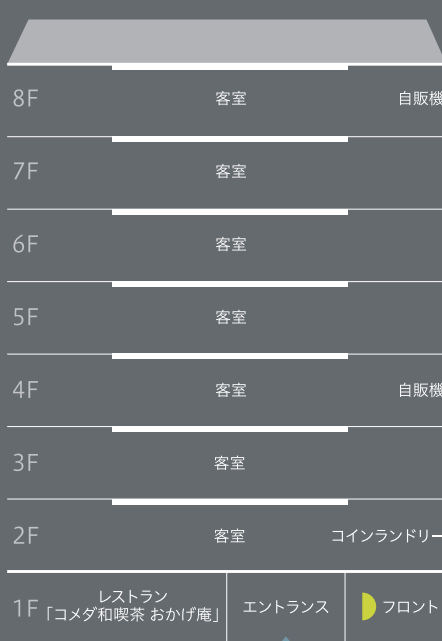 8F 客室 自販機
7F 客室
6F 客室
5F 客室
4F 客室 自販機
3F 客室
2F 客室 コインランドリー
1F レストラン
「コメダ和喫茶 おかげ庵」 エントランス フロント